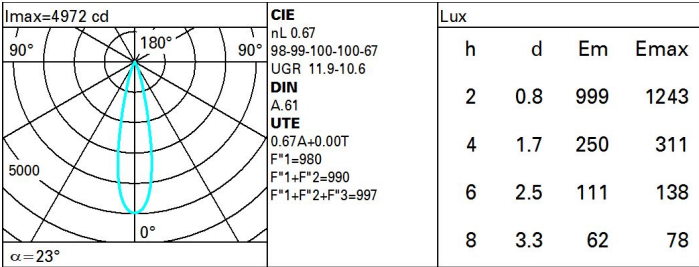 Imax=4972 cd
90° 180° 90°
5000
0°
α=23°
CIE
nL 0.67
98-99-100-100-67
UGR 11.9-10.6
DIN
A.61
UTE
0.67A+0.00T
F"1=980
F"1+F"2=990
F"1+F"2+F"3=997
Lux
h d Em Emax
2 0.8 999 1243
4 1.7 250 311
6 2.5 111 138
8 3.3 62 78